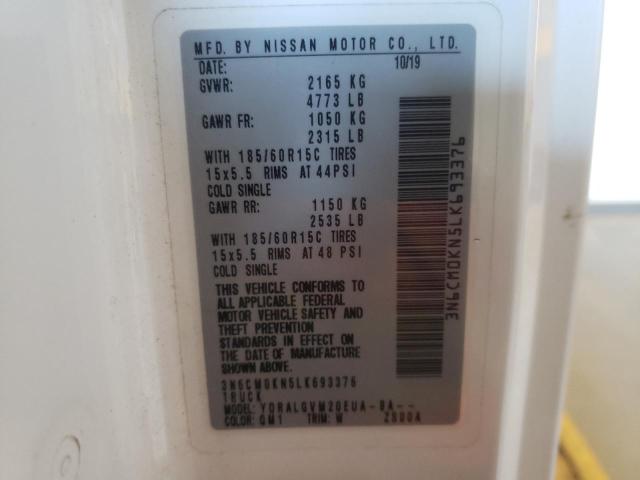 MFD. BY NISSAN MOTOR CO., LTD.
DATE: 10/19
GVWR: 2165 KG
4773 LB
GAWR FR: 1050 KG
2315 LB
WITH 185/60R15C TIRES
15x5.5 RIMS AT 44PSI
COLD SINGLE
GAWR RR: 1150 KG
2535 LB
WITH 185/60R15C TIRES
15x5.5 RIMS AT 48 PSI
COLD SINGLE
THIS VEHICLE CONFORMS TO
ALL APPLICABLE FEDERAL
MOTOR VEHICLE SAFETY AND
THEFT PREVENTION
STANDARDS IN EFFECT ON
THE DATE OF MANUFACTURE
SHOWN ABOVE.
3N6CM0KN5LK693376
TRUCK
MODEL: YDRALGVM20EUA-BA--
COLOR: QM1 TRIM: W 2800A
3N6CM0KN5LK693376